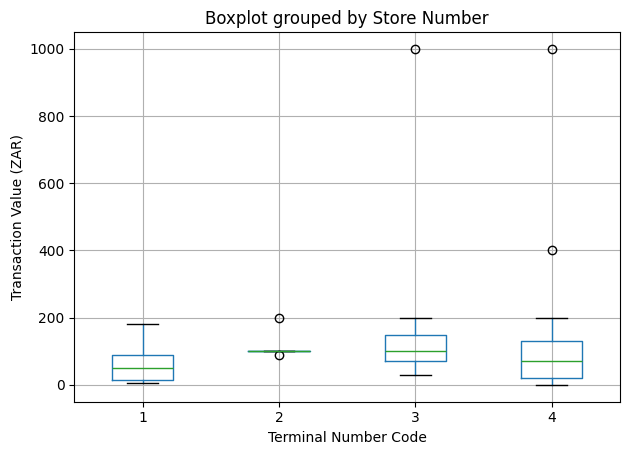 Boxplot grouped by Store Number
1000
800
600
400
200
0
Transaction Value (ZAR)
1 2 3 4
Terminal Number Code